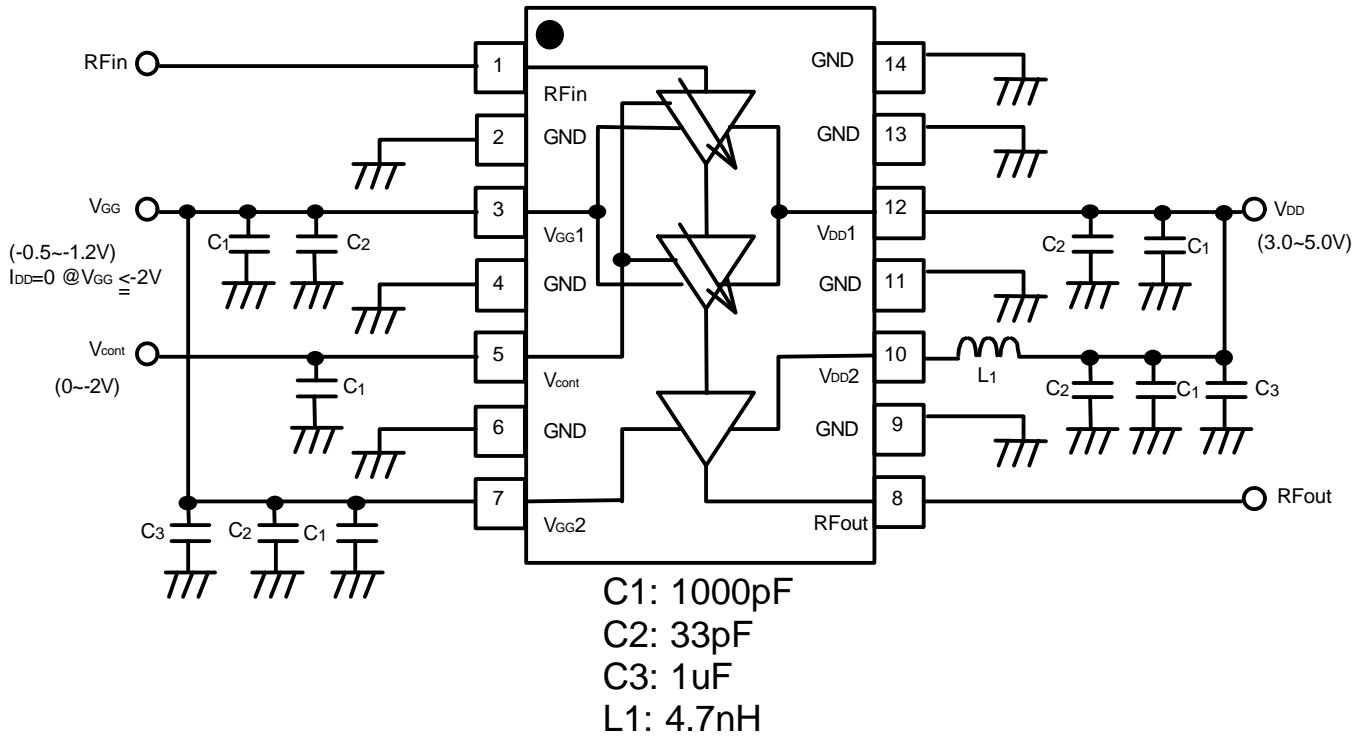 RFin
1
RFin
GND
14
2
GND
GND
13
VGG
3
VGG1
12
VDD1
VDD
(3.0~5.0V)
(-0.5~-1.2V)
IDD=0 @VGG ≦-2V
C1
C2
C2
C1
4
GND
GND
11
Vcont
(0~-2V)
5
Vcont
C1
10
VDD2
L1
C2
C1
C3
6
GND
GND
9
7
VGG2
C3
C2
C1
8
RFout
RFout
C1: 1000pF
C2: 33pF
C3: 1uF
L1: 4.7nH